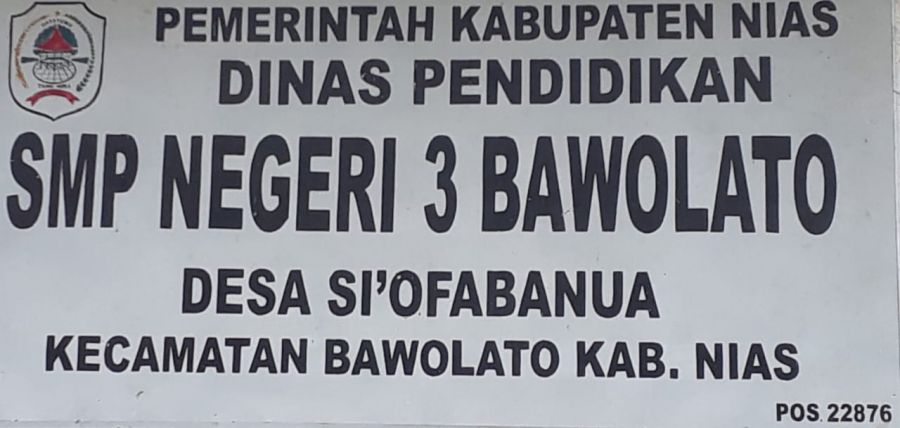 PEMERINTAH KABUPATEN NIAS
DINAS PENDIDIKAN
SMP NEGERI 3 BAWOLATO
DESA SI'OFABANUA
KECAMATAN BAWOLATO KAB. NIAS
POS 22876